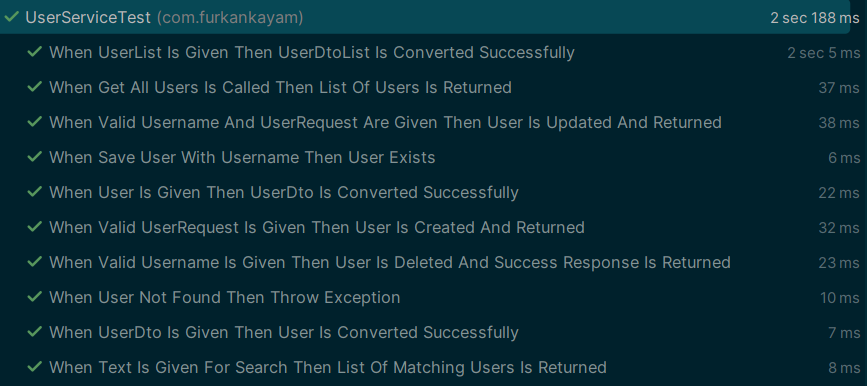 UserServiceTest (com.furkankayam) 2 sec 188 ms
When UserList Is Given Then UserDtoList Is Converted Successfully 2 sec 5 ms
When Get All Users Is Called Then List Of Users Is Returned 37 ms
When Valid Username And UserRequest Are Given Then User Is Updated And Returned 38 ms
When Save User With Username Then User Exists 6 ms
When User Is Given Then UserDto Is Converted Successfully 22 ms
When Valid UserRequest Is Given Then User Is Created And Returned 32 ms
When Valid Username Is Given Then User Is Deleted And Success Response Is Returned 23 ms
When User Not Found Then Throw Exception 10 ms
When UserDto Is Given Then User Is Converted Successfully 7 ms
When Text Is Given For Search Then List Of Matching Users Is Returned 8 ms